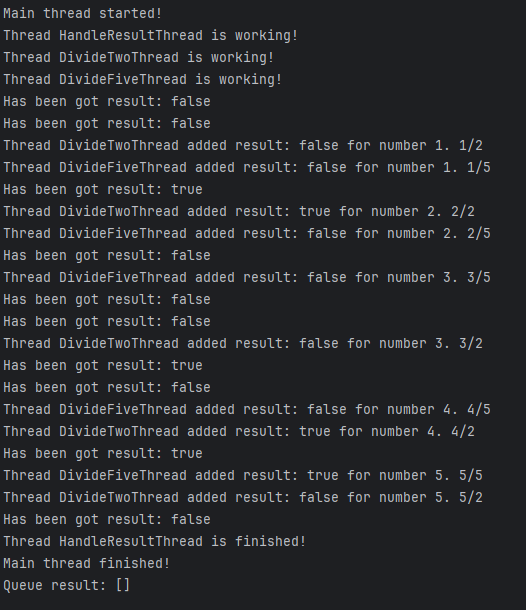 Main thread started!
Thread HandleResultThread is working!
Thread DivideTwoThread is working!
Thread DivideFiveThread is working!
Has been got result: false
Has been got result: false
Thread DivideTwoThread added result: false for number 1. 1/2
Thread DivideFiveThread added result: false for number 1. 1/5
Has been got result: true
Thread DivideTwoThread added result: true for number 2. 2/2
Thread DivideFiveThread added result: false for number 2. 2/5
Has been got result: false
Thread DivideFiveThread added result: false for number 3. 3/5
Has been got result: false
Has been got result: false
Thread DivideTwoThread added result: false for number 3. 3/2
Has been got result: true
Has been got result: false
Thread DivideFiveThread added result: false for number 4. 4/5
Thread DivideTwoThread added result: true for number 4. 4/2
Has been got result: true
Thread DivideFiveThread added result: true for number 5. 5/5
Thread DivideTwoThread added result: false for number 5. 5/2
Has been got result: false
Thread HandleResultThread is finished!
Main thread finished!
Queue result: []